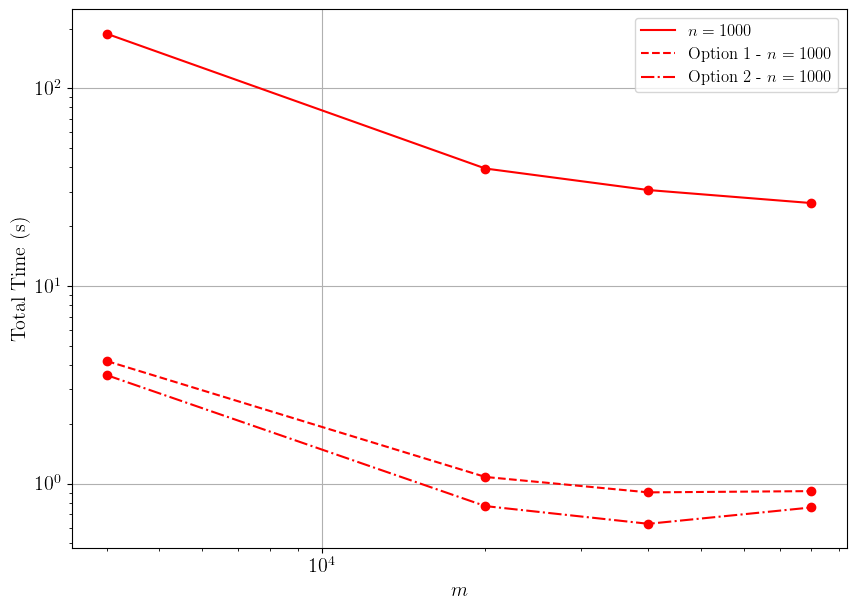 $n = 1000$
Option 1 - $n = 1000$
Option 2 - $n = 1000$
Total Time (s)
$10^2$
$10^1$
$10^0$
$10^4$
$m$